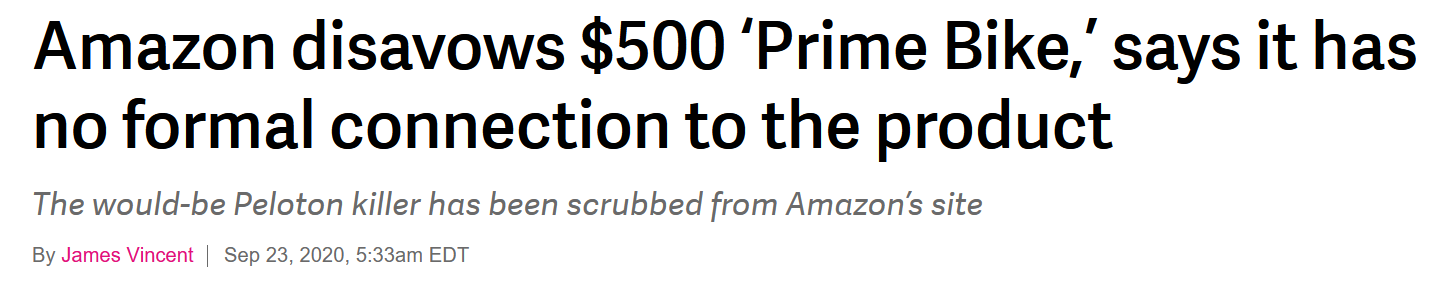 Amazon disavows $500 ‘Prime Bike,’ says it has
no formal connection to the product
The would-be Peloton killer has been scrubbed from Amazon’s site
By James Vincent | Sep 23, 2020, 5:33am EDT